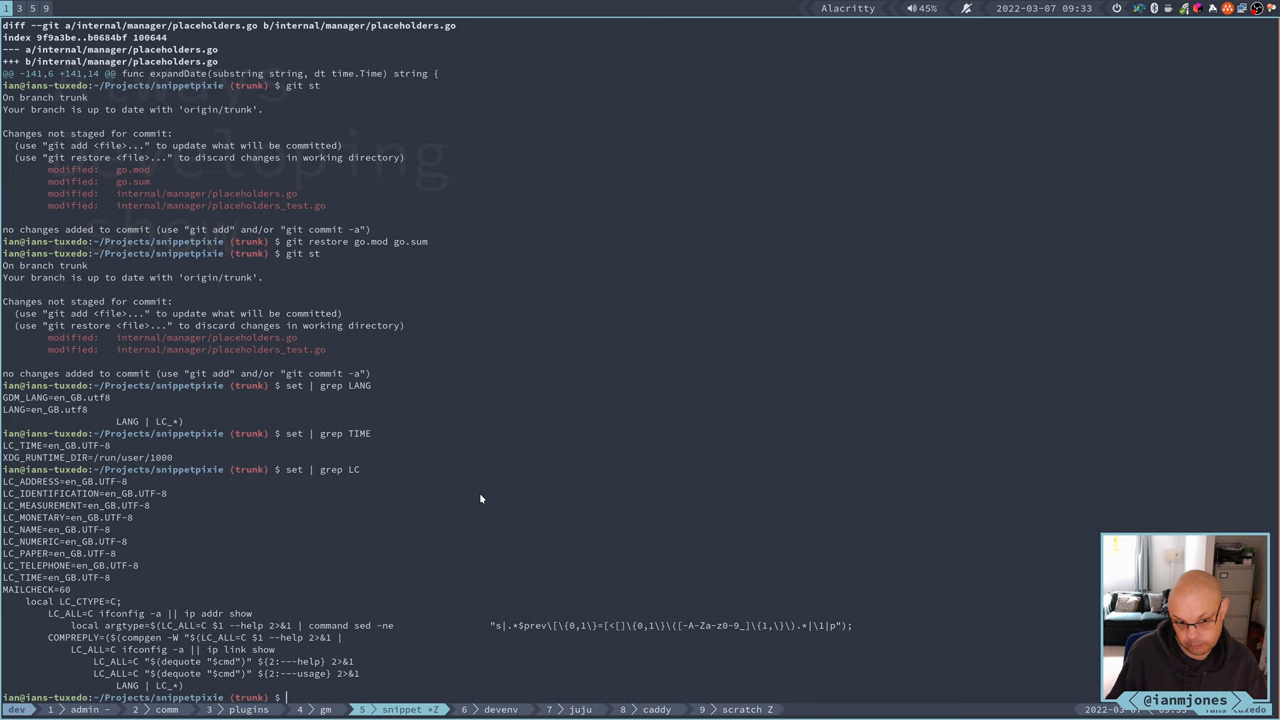 1 3 5 9
Alacritty 45% 2022-03-07 09:33
diff --git a/internal/manager/placeholders.go b/internal/manager/placeholders.go
index 9f9a3be..b0684bf 100644
--- a/internal/manager/placeholders.go
+++ b/internal/manager/placeholders.go
@@ -141,6 +141,14 @@ func expandDate(substring string, dt time.Time) string {
ian@ians-tuxedo:~/Projects/snippetpixie (trunk) $ git st
On branch trunk
Your branch is up to date with 'origin/trunk'.
Changes not staged for commit:
(use "git add <file>..." to update what will be committed)
(use "git restore <file>..." to discard changes in working directory)
modified: go.mod
modified: go.sum
modified: internal/manager/placeholders.go
modified: internal/manager/placeholders_test.go
no changes added to commit (use "git add" and/or "git commit -a")
ian@ians-tuxedo:~/Projects/snippetpixie (trunk) $ git restore go.mod go.sum
ian@ians-tuxedo:~/Projects/snippetpixie (trunk) $ git st
On branch trunk
Your branch is up to date with 'origin/trunk'.
Changes not staged for commit:
(use "git add <file>..." to update what will be committed)
(use "git restore <file>..." to discard changes in working directory)
modified: internal/manager/placeholders.go
modified: internal/manager/placeholders_test.go
no changes added to commit (use "git add" and/or "git commit -a")
ian@ians-tuxedo:~/Projects/snippetpixie (trunk) $ set | grep LANG
GDM_LANG=en_GB.utf8
LANG=en_GB.utf8
LANG | LC_*)
ian@ians-tuxedo:~/Projects/snippetpixie (trunk) $ set | grep TIME
LC_TIME=en_GB.UTF-8
XDG_RUNTIME_DIR=/run/user/1000
ian@ians-tuxedo:~/Projects/snippetpixie (trunk) $ set | grep LC
LC_ADDRESS=en_GB.UTF-8
LC_IDENTIFICATION=en_GB.UTF-8
LC_MEASUREMENT=en_GB.UTF-8
LC_MONETARY=en_GB.UTF-8
LC_NAME=en_GB.UTF-8
LC_NUMERIC=en_GB.UTF-8
LC_PAPER=en_GB.UTF-8
LC_TELEPHONE=en_GB.UTF-8
LC_TIME=en_GB.UTF-8
MAILCHECK=60
local LC_CTYPE=C;
LC_ALL=C ifconfig -a || ip addr show
local argtype=$(LC_ALL=C $1 --help 2>&1 | command sed -ne "s|.*$prev\[\{0,1\}=[<[]\{0,1\}\([-A-Za-z0-9_]\{1,\}\).*|\1|p");
COMPREPLY=($(compgen -W "$(LC_ALL=C $1 --help 2>&1 |
LC_ALL=C ifconfig -a || ip link show
LC_ALL=C "$(dequote "$cmd")" ${2:---help} 2>&1
LC_ALL=C "$(dequote "$cmd")" ${2:---usage} 2>&1
LANG | LC_*)
ian@ians-tuxedo:~/Projects/snippetpixie (trunk) $
@ianmjones
dev 1 admin - 2 comm 3 plugins 4 gm 5 snippet *Z 6 devenv 7 juju 8 caddy 9 scratch Z